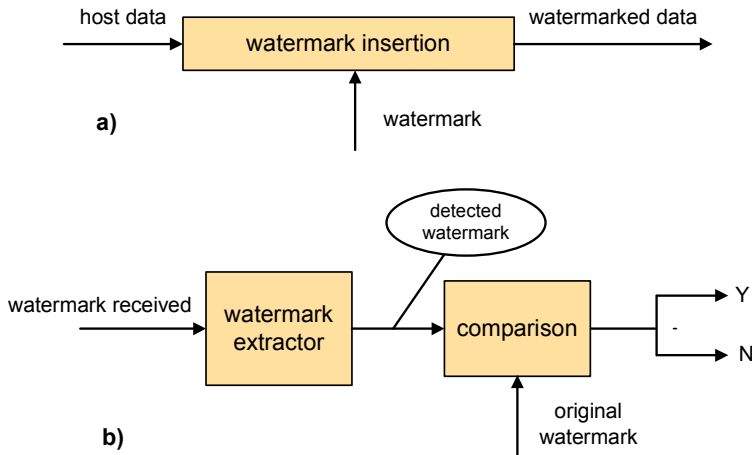 host data
watermark insertion
watermarked data
a)
watermark
detected
watermark
watermark received
watermark
extractor
comparison
Y
-
N
b)
original
watermark